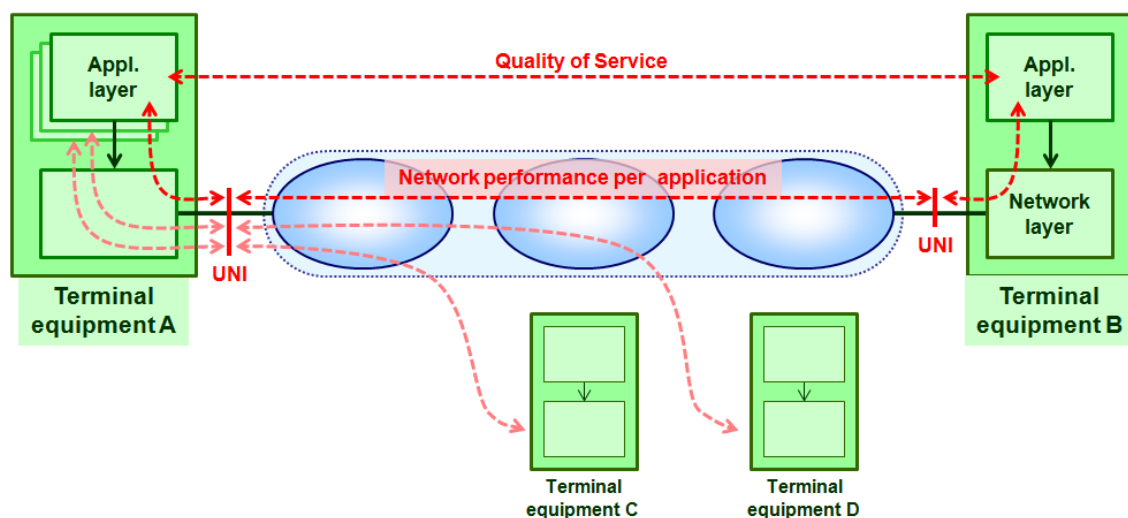 Quality of Service
Appl.
layer
Appl.
layer
Network performance per application
Network
layer
UNI
UNI
Terminal
equipment A
Terminal
equipment B
Terminal
equipment C
Terminal
equipment D